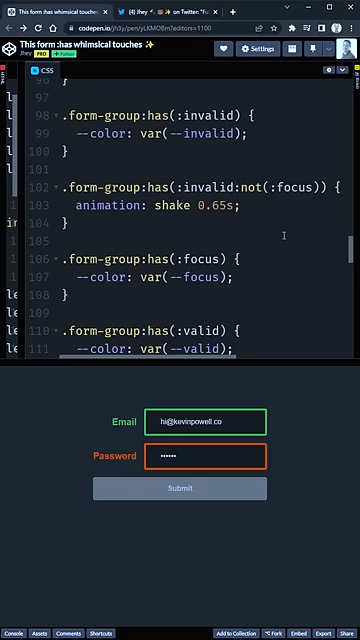 This form :has whimsical touches ✨
Jhey 🔨🐻✨ on Twitter: "Fu
codepen.io/jh3y/pen/yLKMOBm?editors=1100
This form :has whimsical touches ✨
Jhey PRO + Follow
Settings
HTML
CSS
JS
96 }
97
98 .form-group:has(:invalid) {
99 --color: var(--invalid);
100 }
101
102 .form-group:has(:invalid:not(:focus)) {
103 animation: shake 0.65s;
104 }
105
106 .form-group:has(:focus) {
107 --color: var(--focus);
108 }
109
110 .form-group:has(:valid) {
111 --color: var(--valid);
Email hi@kevinpowell.co
Password ••••••
Submit
Console Assets Comments Shortcuts Add to Collection Fork Embed Export Share